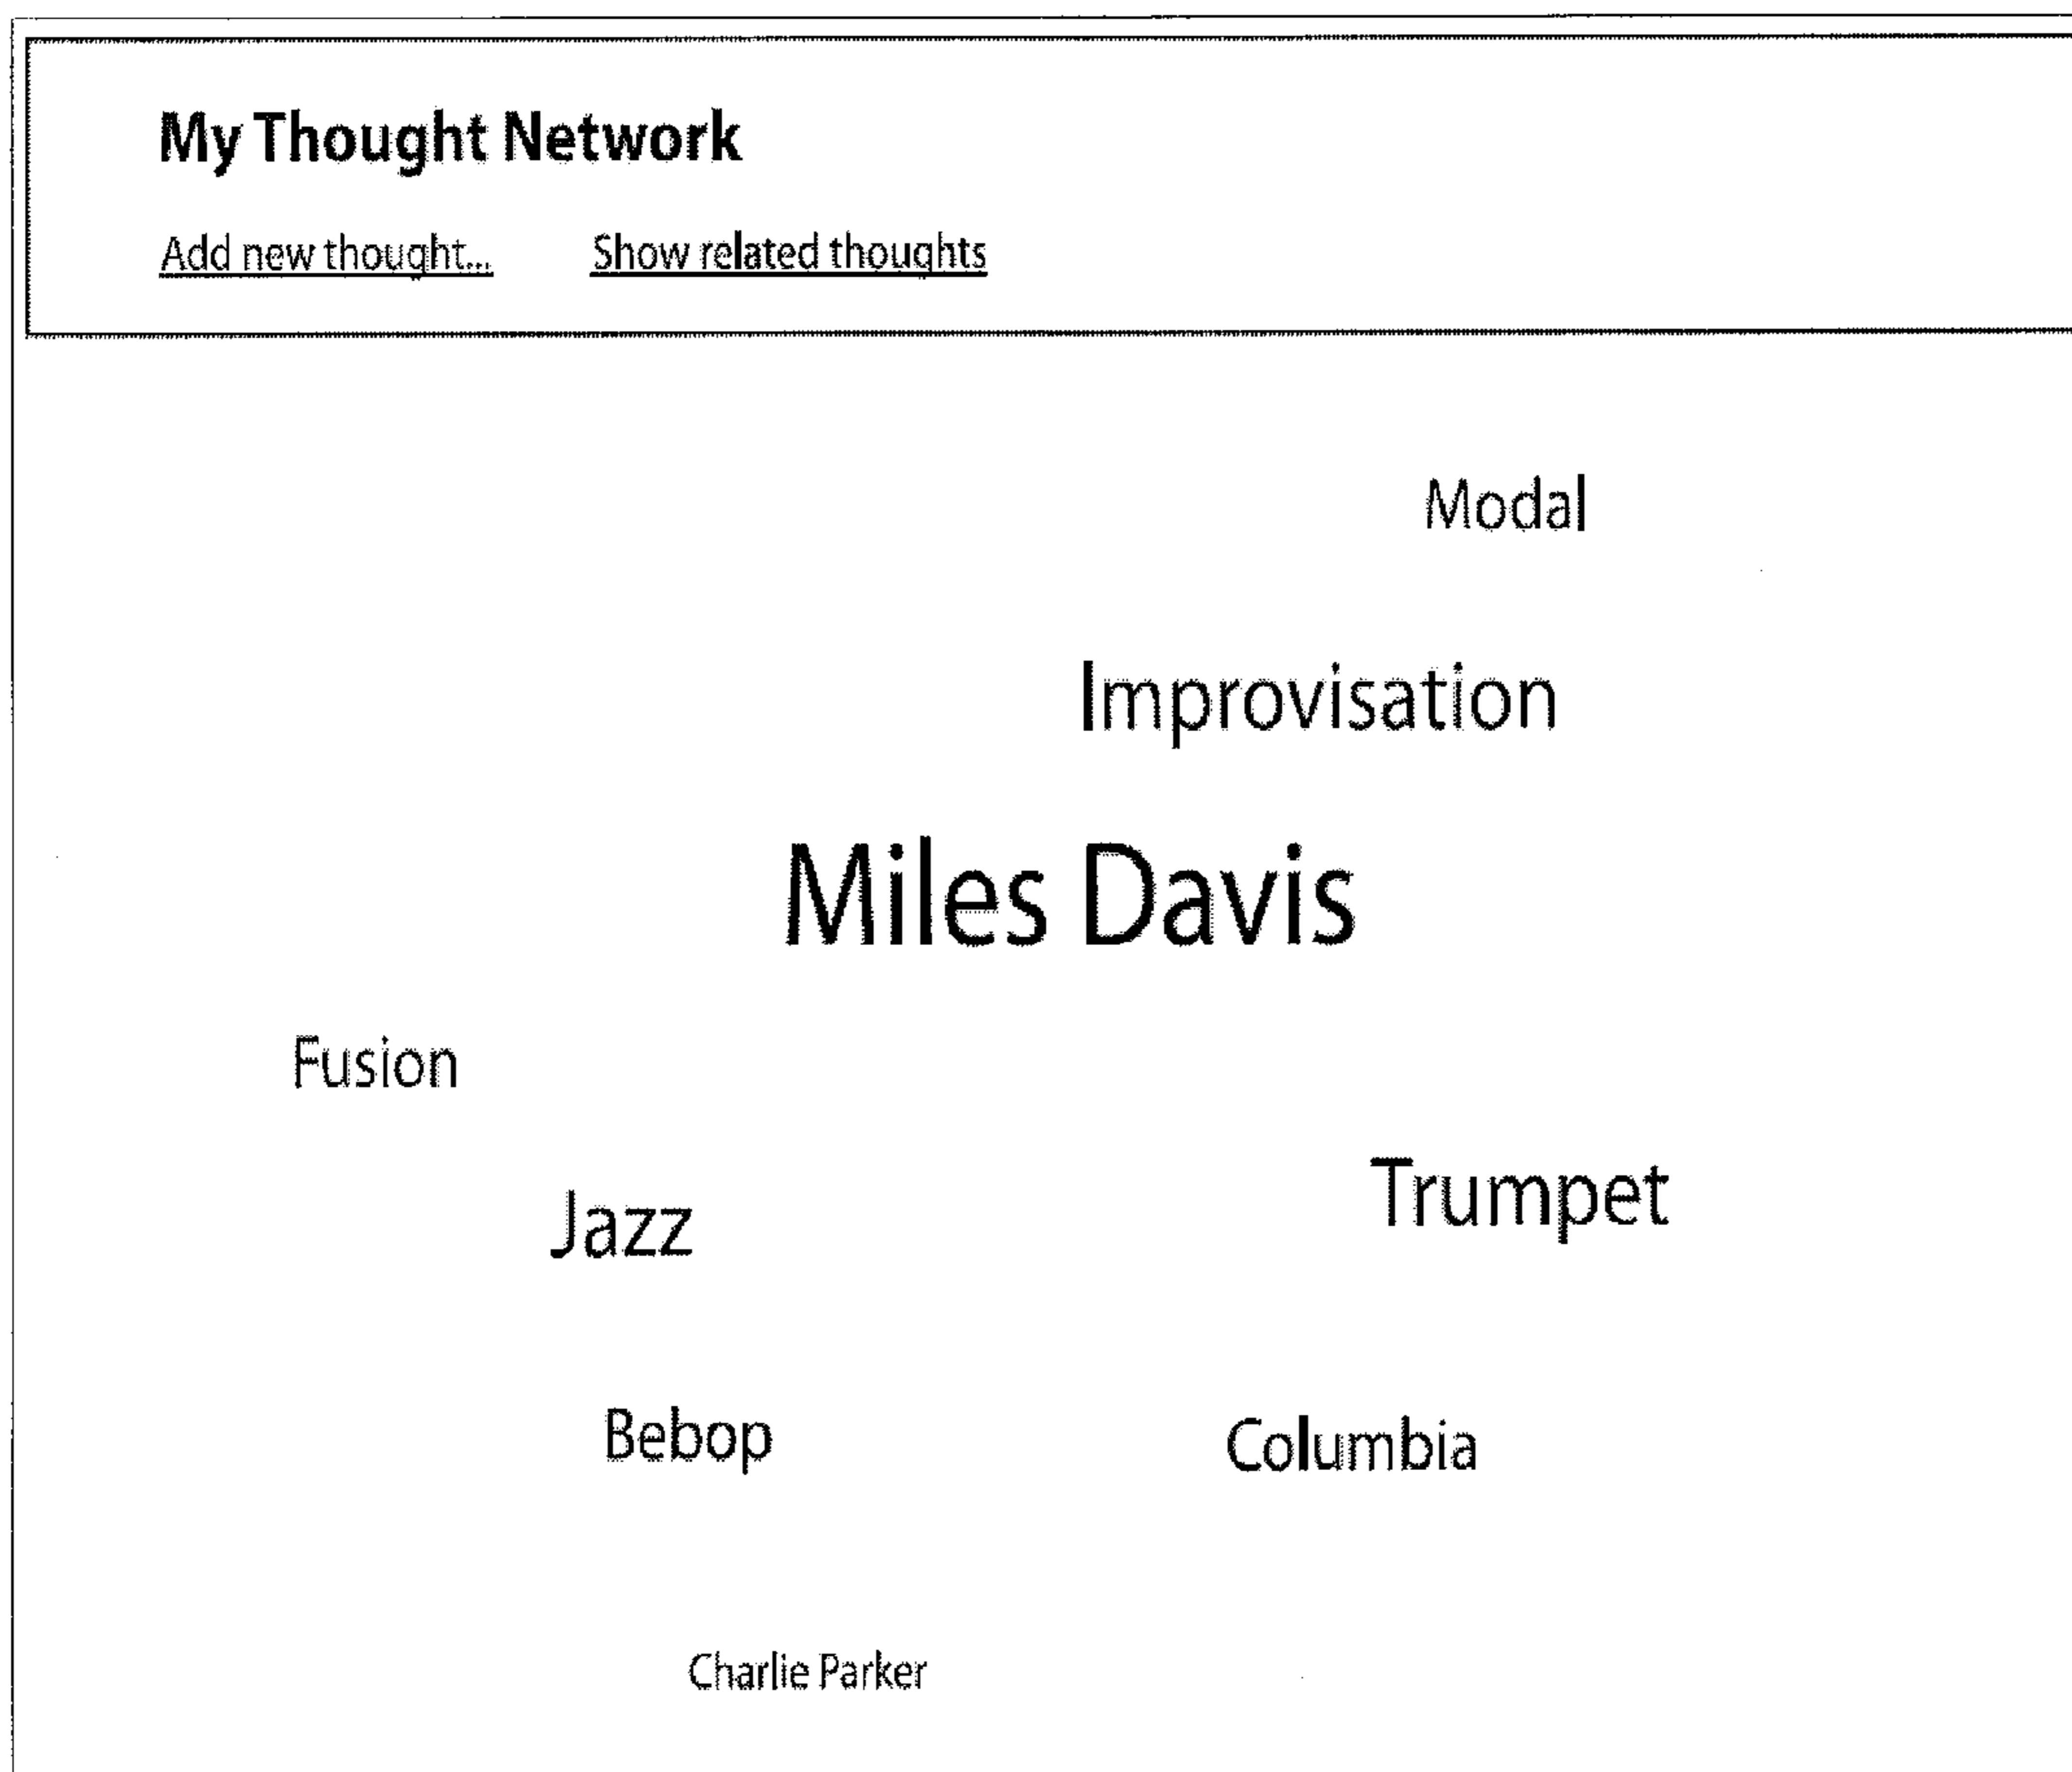 My Thought Network
Add new thought... Show related thoughts
Modal
Improvisation
Miles Davis
Fusion
Trumpet
Jazz
Bebop
Columbia
Charlie Parker